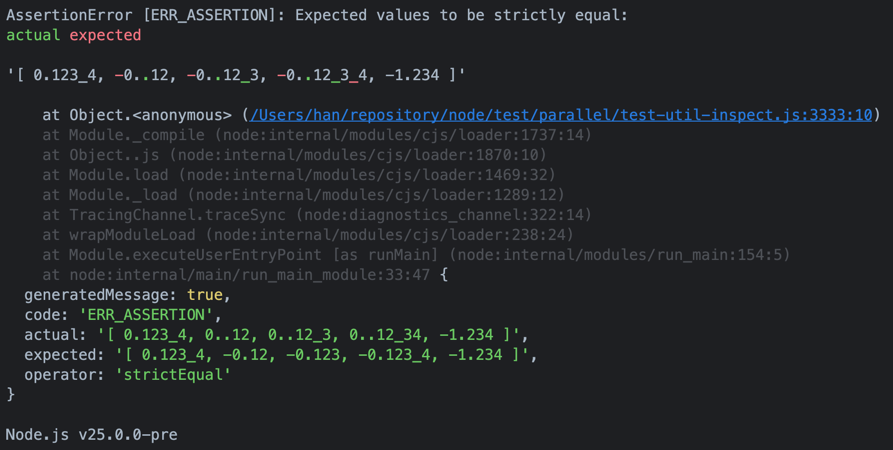 AssertionError [ERR_ASSERTION]: Expected values to be strictly equal:
actual expected
'[ 0.123_4, -0..12, -0..12_3, -0..12_3_4, -1.234 ]'
at Object.<anonymous> (/Users/han/repository/node/test/parallel/test-util-inspect.js:3333:10)
at Module._compile (node:internal/modules/cjs/loader:1737:14)
at Object..js (node:internal/modules/cjs/loader:1870:10)
at Module.load (node:internal/modules/cjs/loader:1469:32)
at Module._load (node:internal/modules/cjs/loader:1289:12)
at TracingChannel.traceSync (node:diagnostics_channel:322:14)
at wrapModuleLoad (node:internal/modules/cjs/loader:238:24)
at Module.executeUserEntryPoint [as runMain] (node:internal/modules/run_main:154:5)
at node:internal/main/run_main_module:33:47 {
generatedMessage: true,
code: 'ERR_ASSERTION',
actual: '[ 0.123_4, 0..12, 0..12_3, 0..12_34, -1.234 ]',
expected: '[ 0.123_4, -0.12, -0.123, -0.123_4, -1.234 ]',
operator: 'strictEqual'
}
Node.js v25.0.0-pre